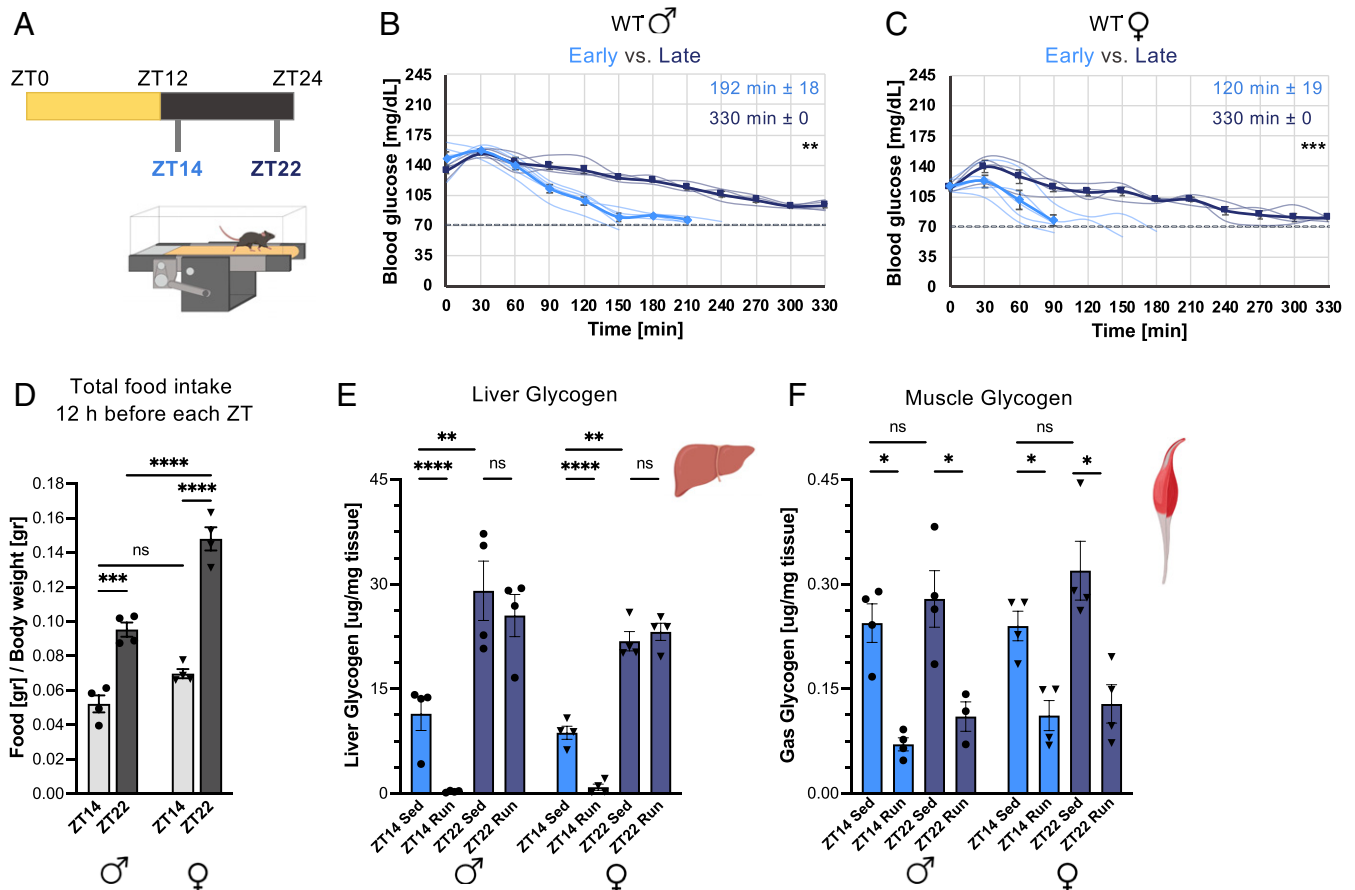 A
ZT0 ZT12 ZT24
ZT14 ZT22
B
WT ♂
Early vs. Late
Blood glucose [mg/dL]
245
210
175
140
105
70
35
0
192 min ± 18
330 min ± 0
**
0 30 60 90 120 150 180 210 240 270 300 330
Time [min]
C
WT ♀
Early vs. Late
Blood glucose [mg/dL]
245
210
175
140
105
70
35
0
120 min ± 19
330 min ± 0
***
0 30 60 90 120 150 180 210 240 270 300 330
Time [min]
D
Total food intake
12 h before each ZT
Food [gr] / Body weight [gr]
****
****
ns
***
0.18
0.16
0.14
0.12
0.10
0.08
0.06
0.04
0.02
0.00
ZT14 ZT22 ZT14 ZT22
♂ ♀
E
Liver Glycogen
Liver Glycogen [ug/mg tissue]
** **
**** ns **** ns
45
30
15
0
ZT14 Sed ZT14 Run ZT22 Sed ZT22 Run ZT14 Sed ZT14 Run ZT22 Sed ZT22 Run
♂ ♀
F
Muscle Glycogen
Gas Glycogen [ug/mg tissue]
ns ns
* * * *
0.45
0.30
0.15
0.00
ZT14 Sed ZT14 Run ZT22 Sed ZT22 Run ZT14 Sed ZT14 Run ZT22 Sed ZT22 Run
♂ ♀